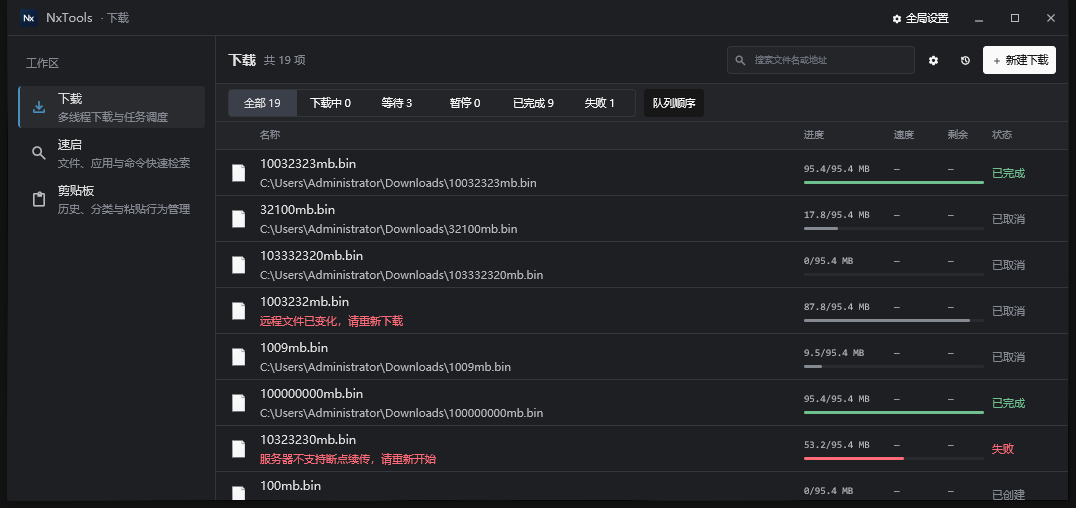 Nx NxTools · 下载 全局设置
工作区
下载
多线程下载与任务调度
速启
文件、应用与命令快速检索
剪贴板
历史、分类与粘贴行为管理
下载 共 19 项 搜索文件名或地址 + 新建下载
全部 19 下载中 0 等待 3 暂停 0 已完成 9 失败 1 队列顺序
名称 进度 速度 剩余 状态
10032323mb.bin
C:\Users\Administrator\Downloads\10032323mb.bin
95.4/95.4 MB – – 已完成
32100mb.bin
C:\Users\Administrator\Downloads\32100mb.bin
17.8/95.4 MB – – 已取消
103332320mb.bin
C:\Users\Administrator\Downloads\103332320mb.bin
0/95.4 MB – – 已取消
1003232mb.bin
远程文件已变化，请重新下载
87.8/95.4 MB – – 已取消
1009mb.bin
C:\Users\Administrator\Downloads\1009mb.bin
9.5/95.4 MB – – 已取消
100000000mb.bin
C:\Users\Administrator\Downloads\100000000mb.bin
95.4/95.4 MB – – 已完成
10323230mb.bin
服务器不支持断点续传，请重新开始
53.2/95.4 MB – – 失败
100mb.bin
0/95.4 MB – – 已创建